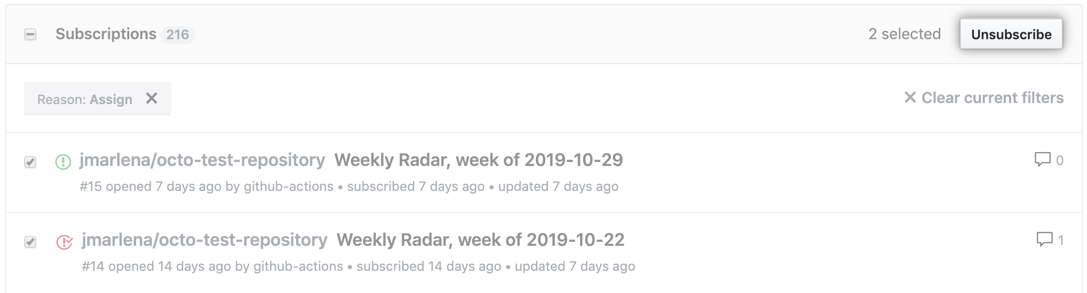 Subscriptions 216 2 selected Unsubscribe
Reason: Assign Clear current filters
jmarlena/octo-test-repository Weekly Radar, week of 2019-10-29 0
#15 opened 7 days ago by github-actions • subscribed 7 days ago • updated 7 days ago
jmarlena/octo-test-repository Weekly Radar, week of 2019-10-22 1
#14 opened 14 days ago by github-actions • subscribed 14 days ago • updated 7 days ago